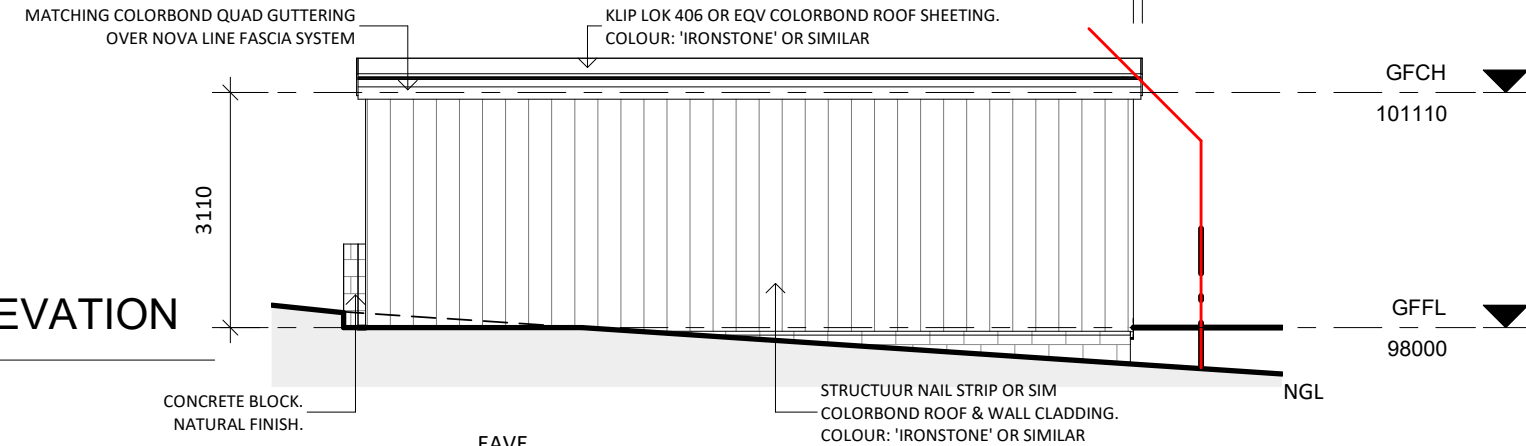 MATCHING COLORBOND QUAD GUTTERING
OVER NOVA LINE FASCIA SYSTEM
KLIP LOK 406 OR EQV COLORBOND ROOF SHEETING.
COLOUR: 'IRONSTONE' OR SIMILAR
GFCH
101110
3110
EVATION
GFFL
98000
NGL
CONCRETE BLOCK.
NATURAL FINISH.
STRUCTUUR NAIL STRIP OR SIM
COLORBOND ROOF & WALL CLADDING.
COLOUR: 'IRONSTONE' OR SIMILAR
EAVE